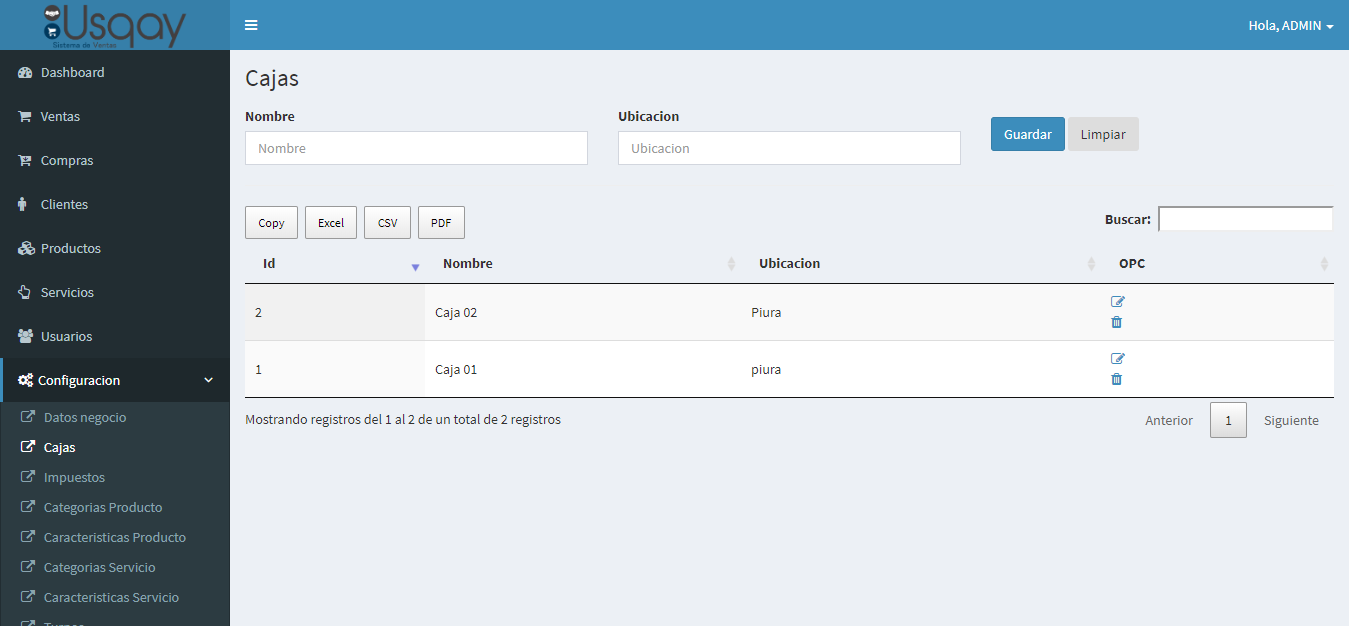 Usqay
Sistema de Ventas
Hola, ADMIN
Dashboard
Ventas
Compras
Clientes
Productos
Servicios
Usuarios
Configuracion
Datos negocio
Cajas
Impuestos
Categorias Producto
Caracteristicas Producto
Categorias Servicio
Caracteristicas Servicio
Cajas
Nombre Ubicacion
Nombre Ubicacion Guardar Limpiar
Copy Excel CSV PDF Buscar:
Id Nombre Ubicacion OPC
2 Caja 02 Piura
1 Caja 01 piura
Mostrando registros del 1 al 2 de un total de 2 registros
Anterior 1 Siguiente